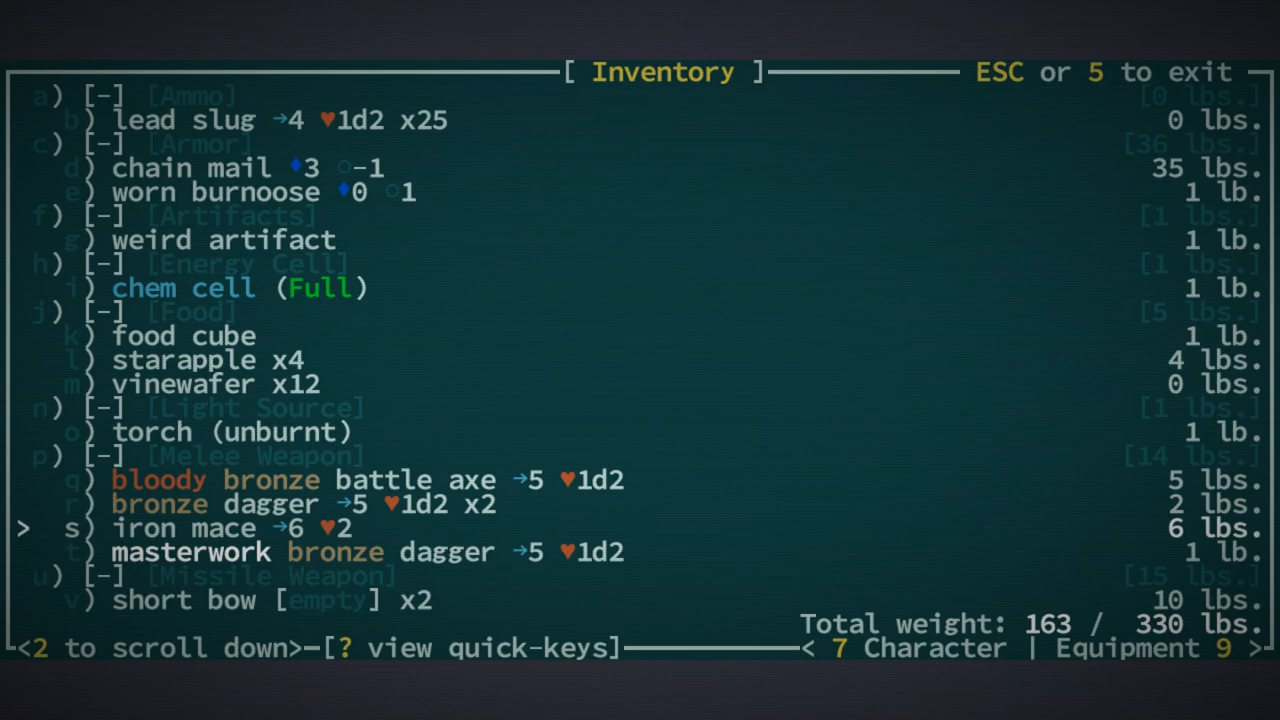 [ Inventory ] ESC or 5 to exit
a) [-] [Ammo] [0 lbs.]
b) lead slug →4 ♥1d2 x25 0 lbs.
c) [-] [Armor] [36 lbs.]
d) chain mail ♦3 ○-1 35 lbs.
e) worn burnoose ♦0 ○1 1 lb.
f) [-] [Artifacts] [1 lbs.]
g) weird artifact 1 lb.
h) [-] [Energy Cell] [1 lbs.]
i) chem cell (Full) 1 lb.
j) [-] [Food] [5 lbs.]
k) food cube 1 lb.
l) starapple x4 4 lbs.
m) vinewafer x12 0 lbs.
n) [-] [Light Source] [1 lbs.]
o) torch (unburnt) 1 lb.
p) [-] [Melee Weapon] [14 lbs.]
q) bloody bronze battle axe →5 ♥1d2 5 lbs.
r) bronze dagger →5 ♥1d2 x2 2 lbs.
> s) iron mace →6 ♥2 6 lbs.
t) masterwork bronze dagger →5 ♥1d2 1 lb.
u) [-] [Missile Weapon] [15 lbs.]
v) short bow [empty] x2 10 lbs.
Total weight: 163 / 330 lbs.
<2 to scroll down> [? view quick-keys] < 7 Character | Equipment 9 >